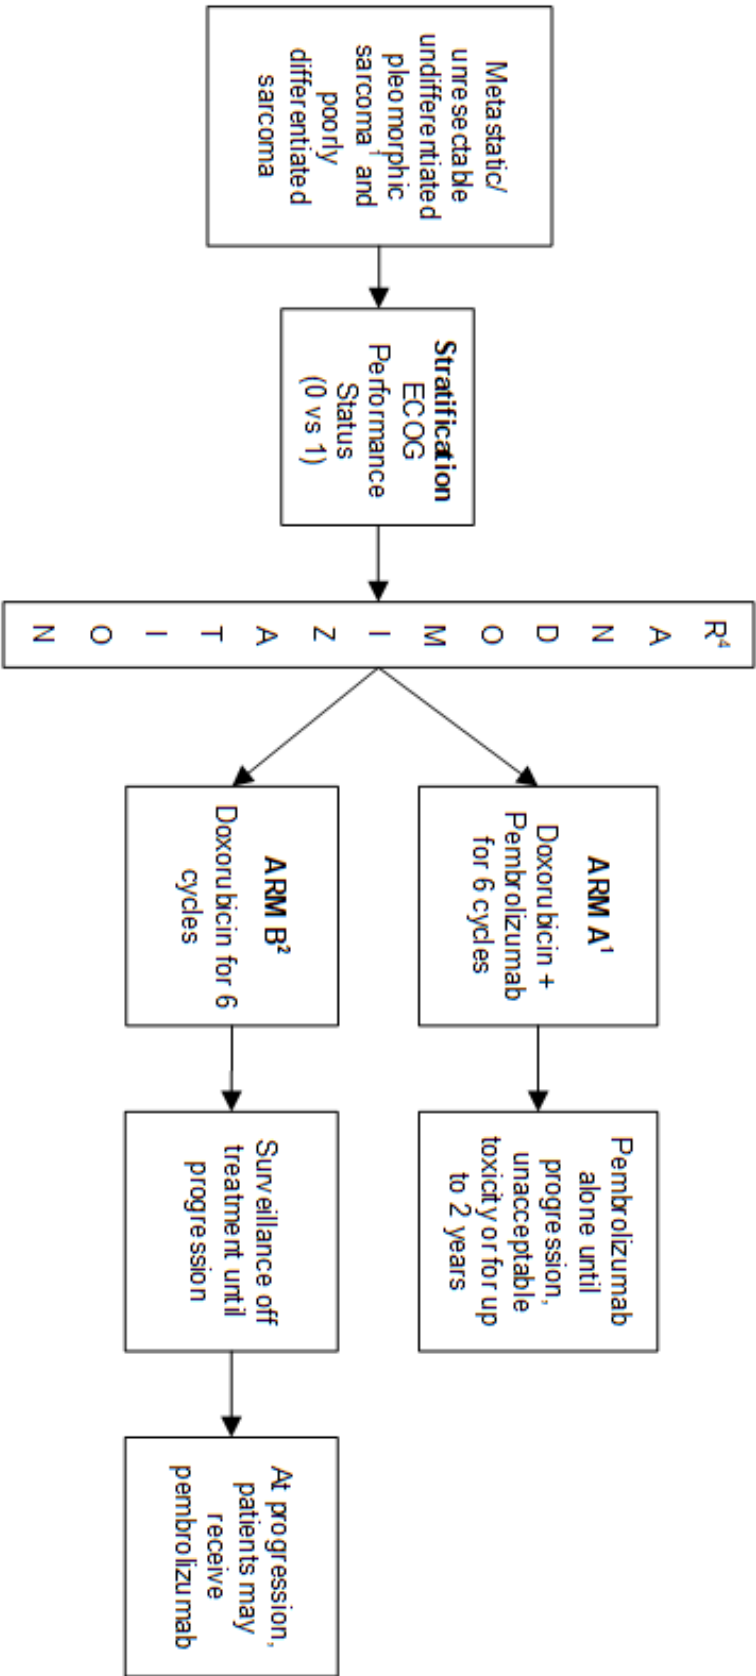 Metastatic/
unresectable
undifferentiated
pleomorphic
sarcoma¹ and
poorly
differentiated
sarcoma
Stratification
ECOG
Performance
Status
(0 vs 1)
R⁴
A
N
D
O
M
I
Z
A
T
I
O
N
ARM A¹
Doxorubicin +
Pembrolizumab
for 6 cycles
Pembrolizumab
alone until
progression,
unacceptable
toxicity or for up
to 2 years
ARM B²
Doxorubicin for 6
cycles
Surveillance off
treatment until
progression
At progression,
patients may
receive
pembrolizumab